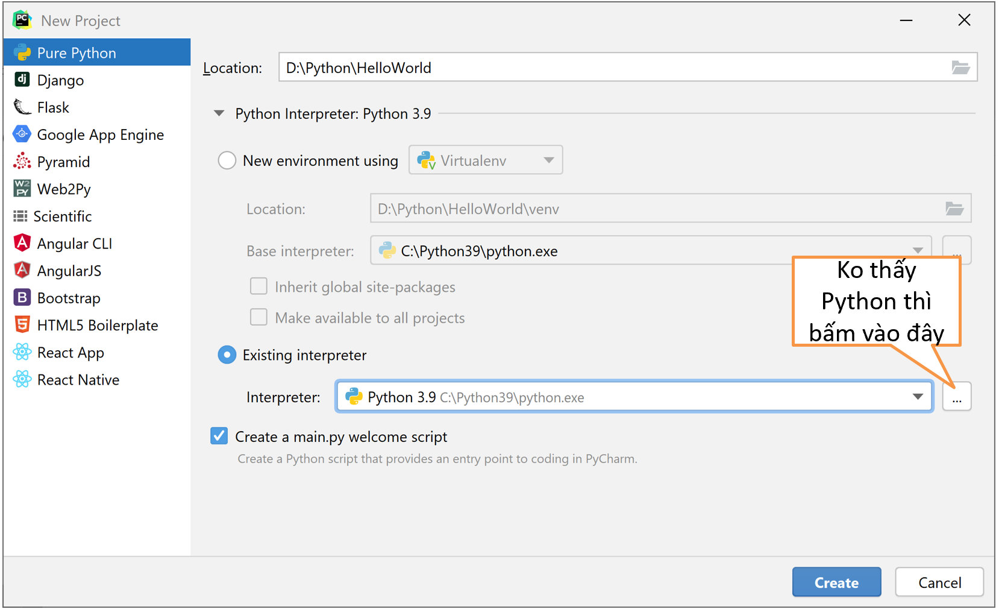 New Project
Pure Python
Django
Flask
Google App Engine
Pyramid
Web2Py
Scientific
Angular CLI
AngularJS
Bootstrap
HTML5 Boilerplate
React App
React Native
Location: D:\Python\HelloWorld
Python Interpreter: Python 3.9
New environment using Virtualenv
Location: D:\Python\HelloWorld\venv
Base interpreter: C:\Python39\python.exe ...
Inherit global site-packages
Make available to all projects
Ko thấy
Python thì
bấm vào đây
Existing interpreter
Interpreter: Python 3.9 C:\Python39\python.exe ...
Create a main.py welcome script
Create a Python script that provides an entry point to coding in PyCharm.
Create Cancel